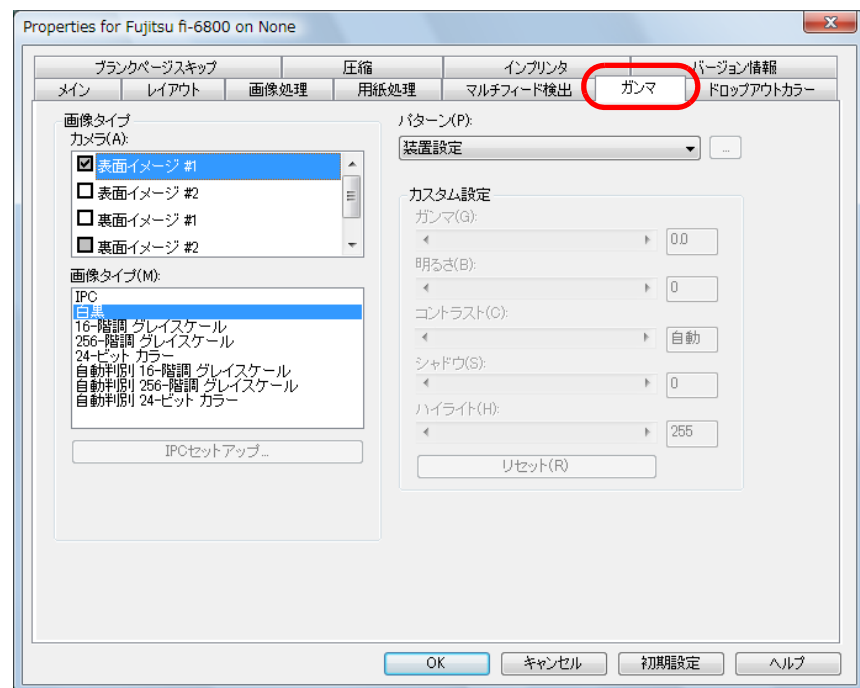 Properties for Fujitsu fi-6800 on None
ブランクページスキップ
圧縮
インプリンタ
バージョン情報
メイン
レイアウト
画像処理
用紙処理
マルチフィード検出
ガンマ
ドロップアウトカラー
画像タイプ
カメラ(A):
表面イメージ #1
表面イメージ #2
裏面イメージ #1
裏面イメージ #2
画像タイプ(M):
IPC
白黒
16-階調 グレイスケール
256-階調 グレイスケール
24-ビット カラー
自動判別 16-階調 グレイスケール
自動判別 256-階調 グレイスケール
自動判別 24-ビット カラー
IPCセットアップ...
パターン(P):
装置設定
...
カスタム設定
ガンマ(G):
0.0
明るさ(B):
0
コントラスト(C):
自動
シャドウ(S):
0
ハイライト(H):
255
リセット(R)
OK
キャンセル
初期設定
ヘルプ